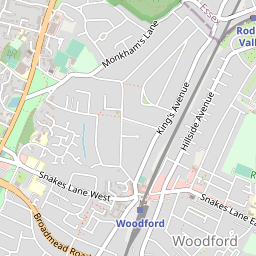 Essex
Rod
Vall
Monkham's Lane
King's Avenue
Hillside Avenue
Snakes Lane West
Snakes Lane Ea
Woodford
Woodford
Broadmead Road